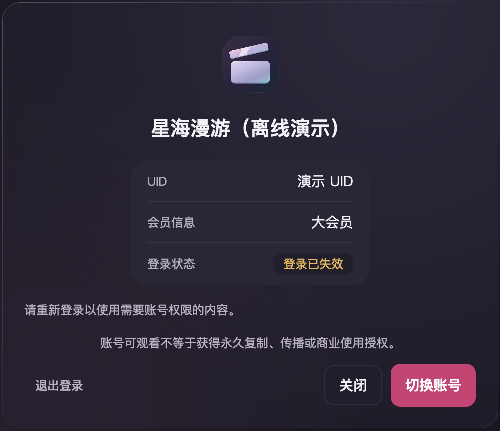 星海漫游（离线演示）
UID 演示 UID
会员信息 大会员
登录状态 登录已失效
请重新登录以使用需要账号权限的内容。
账号可观看不等于获得永久复制、传播或商业使用授权。
退出登录 关闭 切换账号